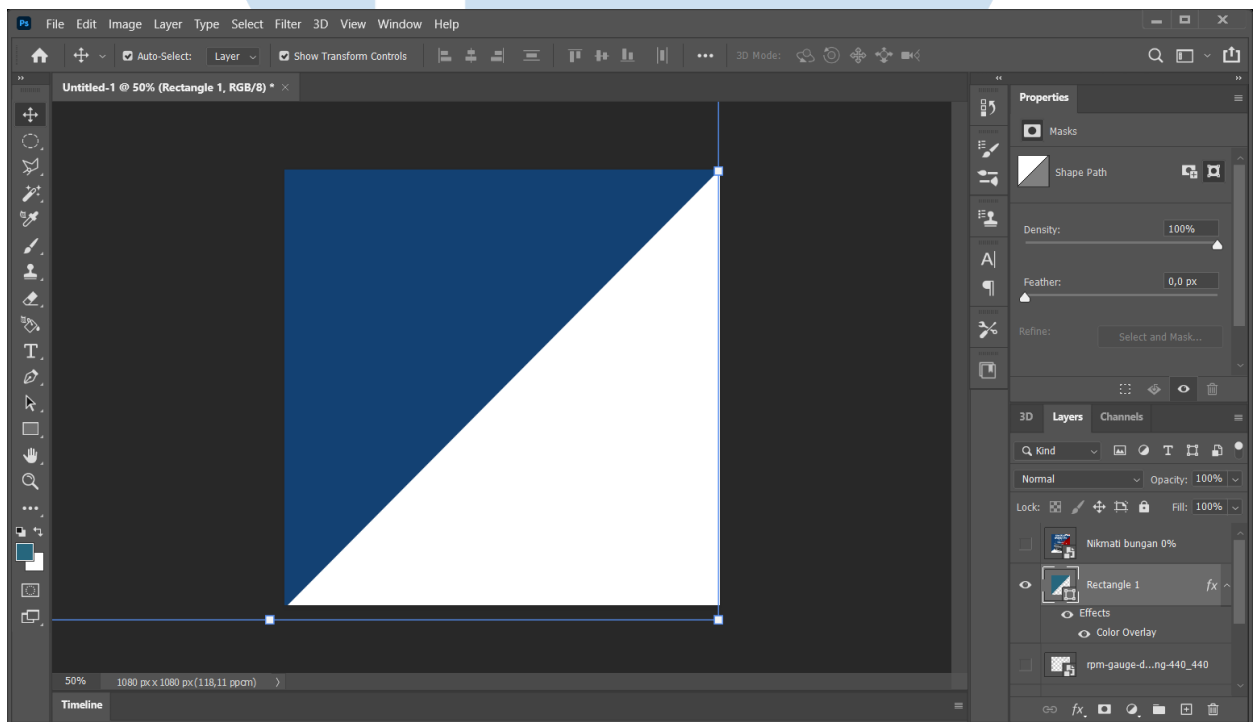 Ps File Edit Image Layer Type Select Filter 3D View Window Help
Auto-Select: Layer Show Transform Controls 3D Mode:
Untitled-1 @ 50% (Rectangle 1, RGB/8) * ×
Properties
Masks
Shape Path
Density: 100%
Feather: 0,0 px
Refine: Select and Mask...
3D Layers Channels
Kind
Normal Opacity: 100%
Lock: Fill: 100%
Nikmati bungan 0%
Rectangle 1 fx
Effects
Color Overlay
rpm-gauge-d...ng-440_440
50% 1080 px x 1080 px (118,11 ppcm)
Timeline
fx